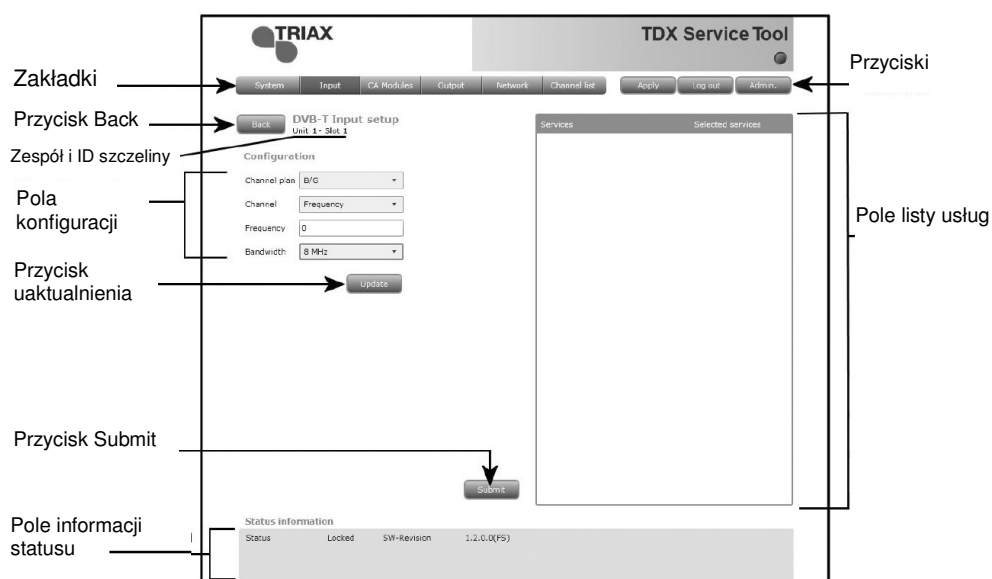 TRIAX
TDX Service Tool
Zakładki
Przyciski
System Input CA Modules Output Network Channel list Apply Log out Admin.
Przycisk Back
Back
DVB-T Input setup
Unit 1 - Slot 1
Services Selected services
Zespół i ID szczeliny
Configuration
Pola
konfiguracji
Channel plan B/G
Channel Frequency
Frequency 0
Bandwidth 8 MHz
Pole listy usług
Przycisk
uaktualnienia
Update
Przycisk Submit
Submit
Pole informacji
statusu
Status information
Status Locked SW-Revision 1.2.0.0(FS)